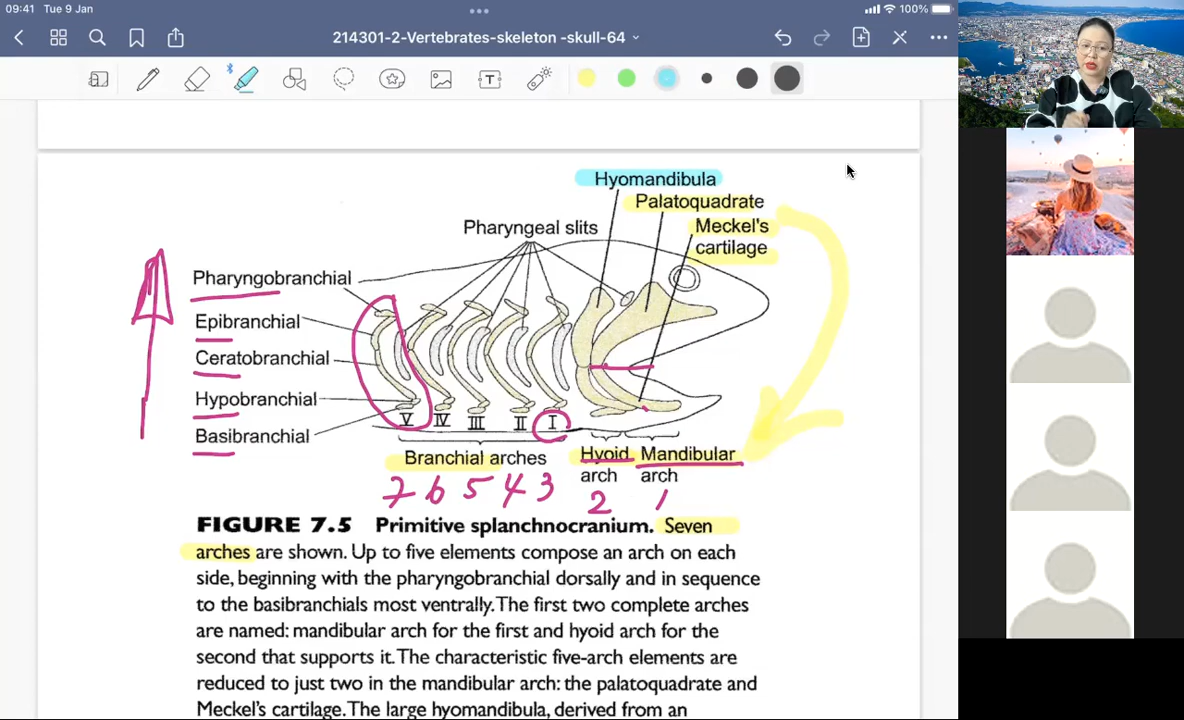 09:41 Tue 9 Jan
100%
214301-2-Vertebrates-skeleton -skull-64
Hyomandibula
Palatoquadrate
Meckel's
cartilage
Pharyngeal slits
Pharyngobranchial
Epibranchial
Ceratobranchial
Hypobranchial
Basibranchial
V IV III II I
Branchial arches
Hyoid
arch
Mandibular
arch
7 6 5 4 3 2 1
FIGURE 7.5 Primitive splanchnocranium. Seven
arches are shown. Up to five elements compose an arch on each
side, beginning with the pharyngobranchial dorsally and in sequence
to the basibranchials most ventrally. The first two complete arches
are named: mandibular arch for the first and hyoid arch for the
second that supports it. The characteristic five-arch elements are
reduced to just two in the mandibular arch: the palatoquadrate and
Meckel's cartilage. The large hyomandibula, derived from an